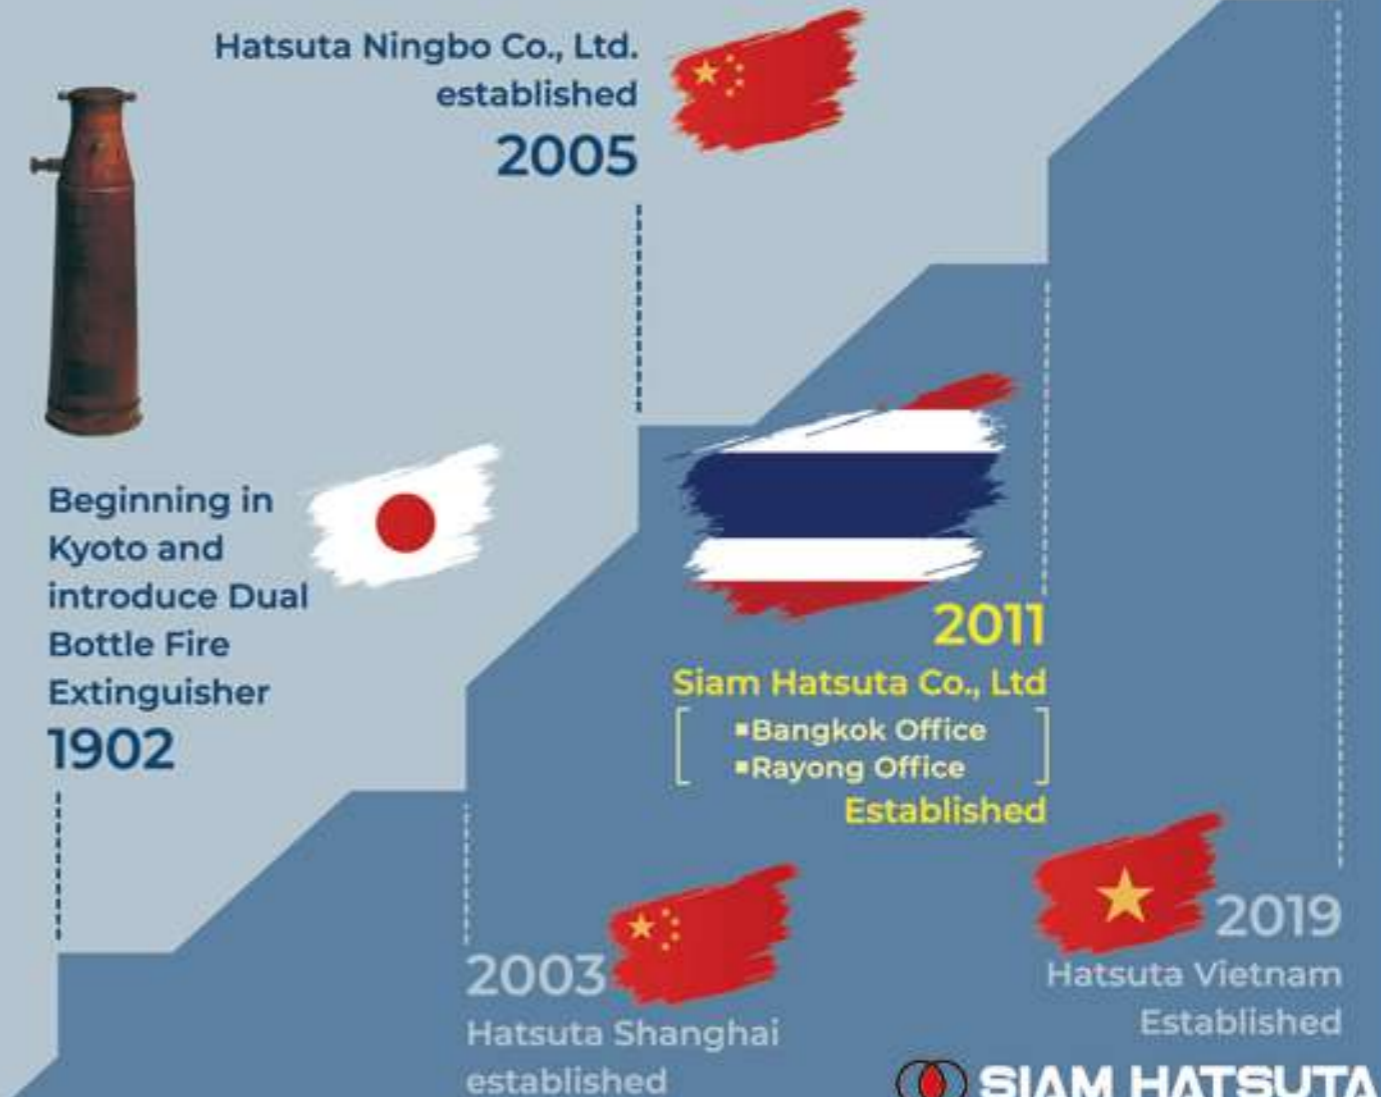 Hatsuta Ningbo Co., Ltd.
established
2005
Beginning in
Kyoto and
introduce Dual
Bottle Fire
Extinguisher
1902
2011
Siam Hatsuta Co., Ltd
▪Bangkok Office
▪Rayong Office
Established
2003
Hatsuta Shanghai
established
2019
Hatsuta Vietnam
Established
SIAM HATSUTA